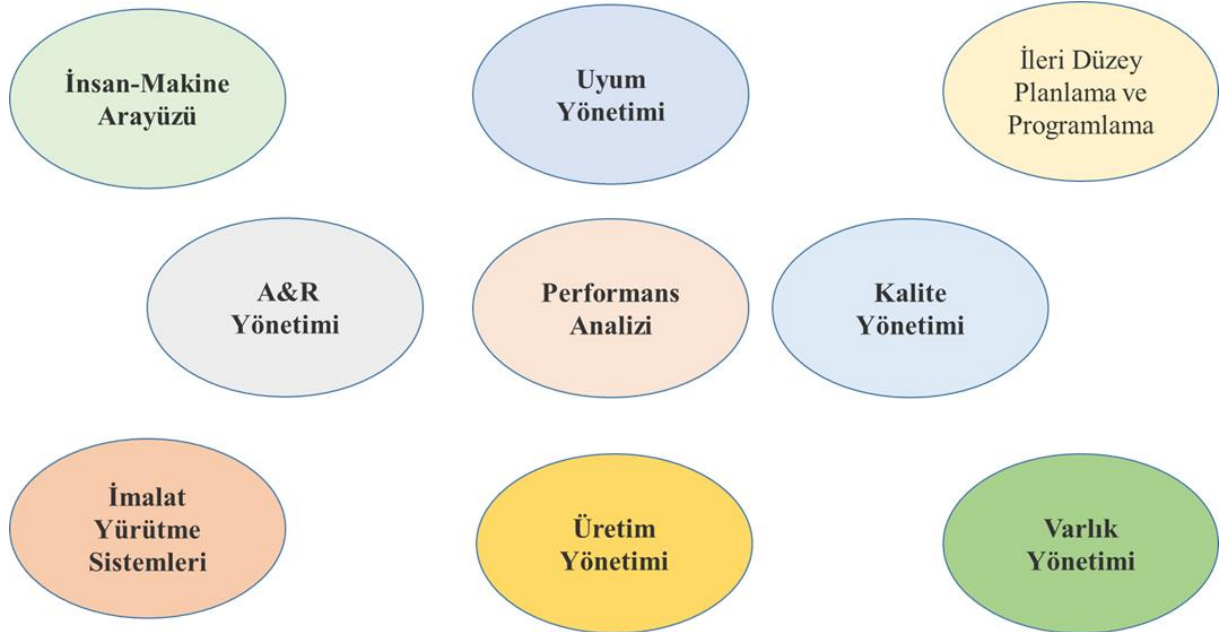 İnsan-Makine
Arayüzü
Uyum
Yönetimi
İleri Düzey
Planlama ve
Programlama
A&R
Yönetimi
Performans
Analizi
Kalite
Yönetimi
İmalat
Yürütme
Sistemleri
Üretim
Yönetimi
Varlık
Yönetimi